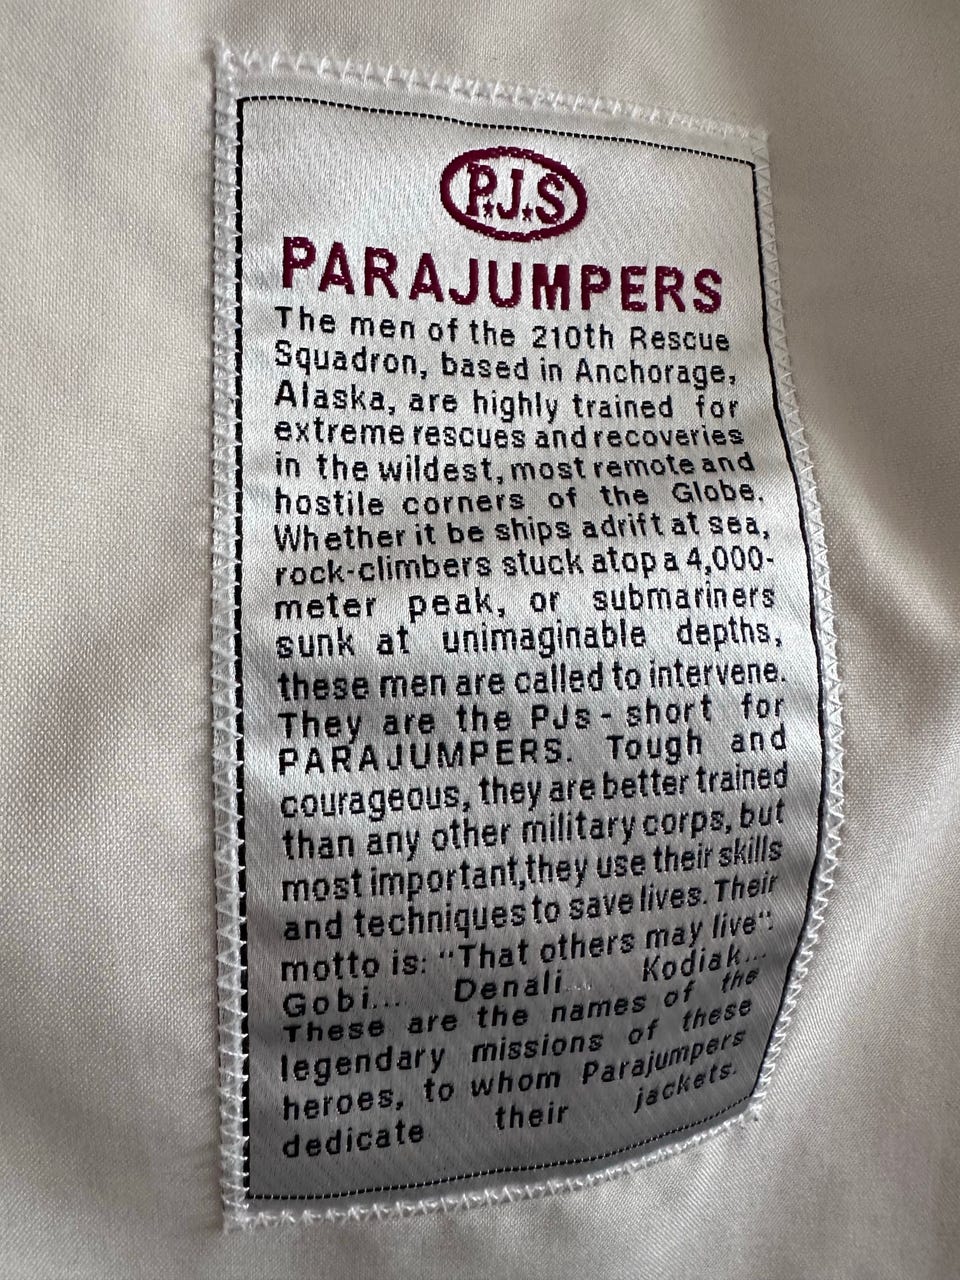 P.J.S
PARAJUMPERS
The men of the 210th Rescue
Squadron, based in Anchorage,
Alaska, are highly trained for
extreme rescues and recoveries
in the wildest, most remote and
hostile corners of the Globe.
Whether it be ships adrift at sea,
rock-climbers stuck atop a 4,000-
meter peak, or submariners
sunk at unimaginable depths,
these men are called to intervene.
They are the PJs - short for
PARAJUMPERS. Tough and
courageous, they are better trained
than any other military corps, but
most important,they use their skills
and techniques to save lives. Their
motto is: "That others may live".
Gobi... Denali... Kodiak...
These are the names of the
legendary missions of these
heroes, to whom Parajumpers
dedicate their jackets.